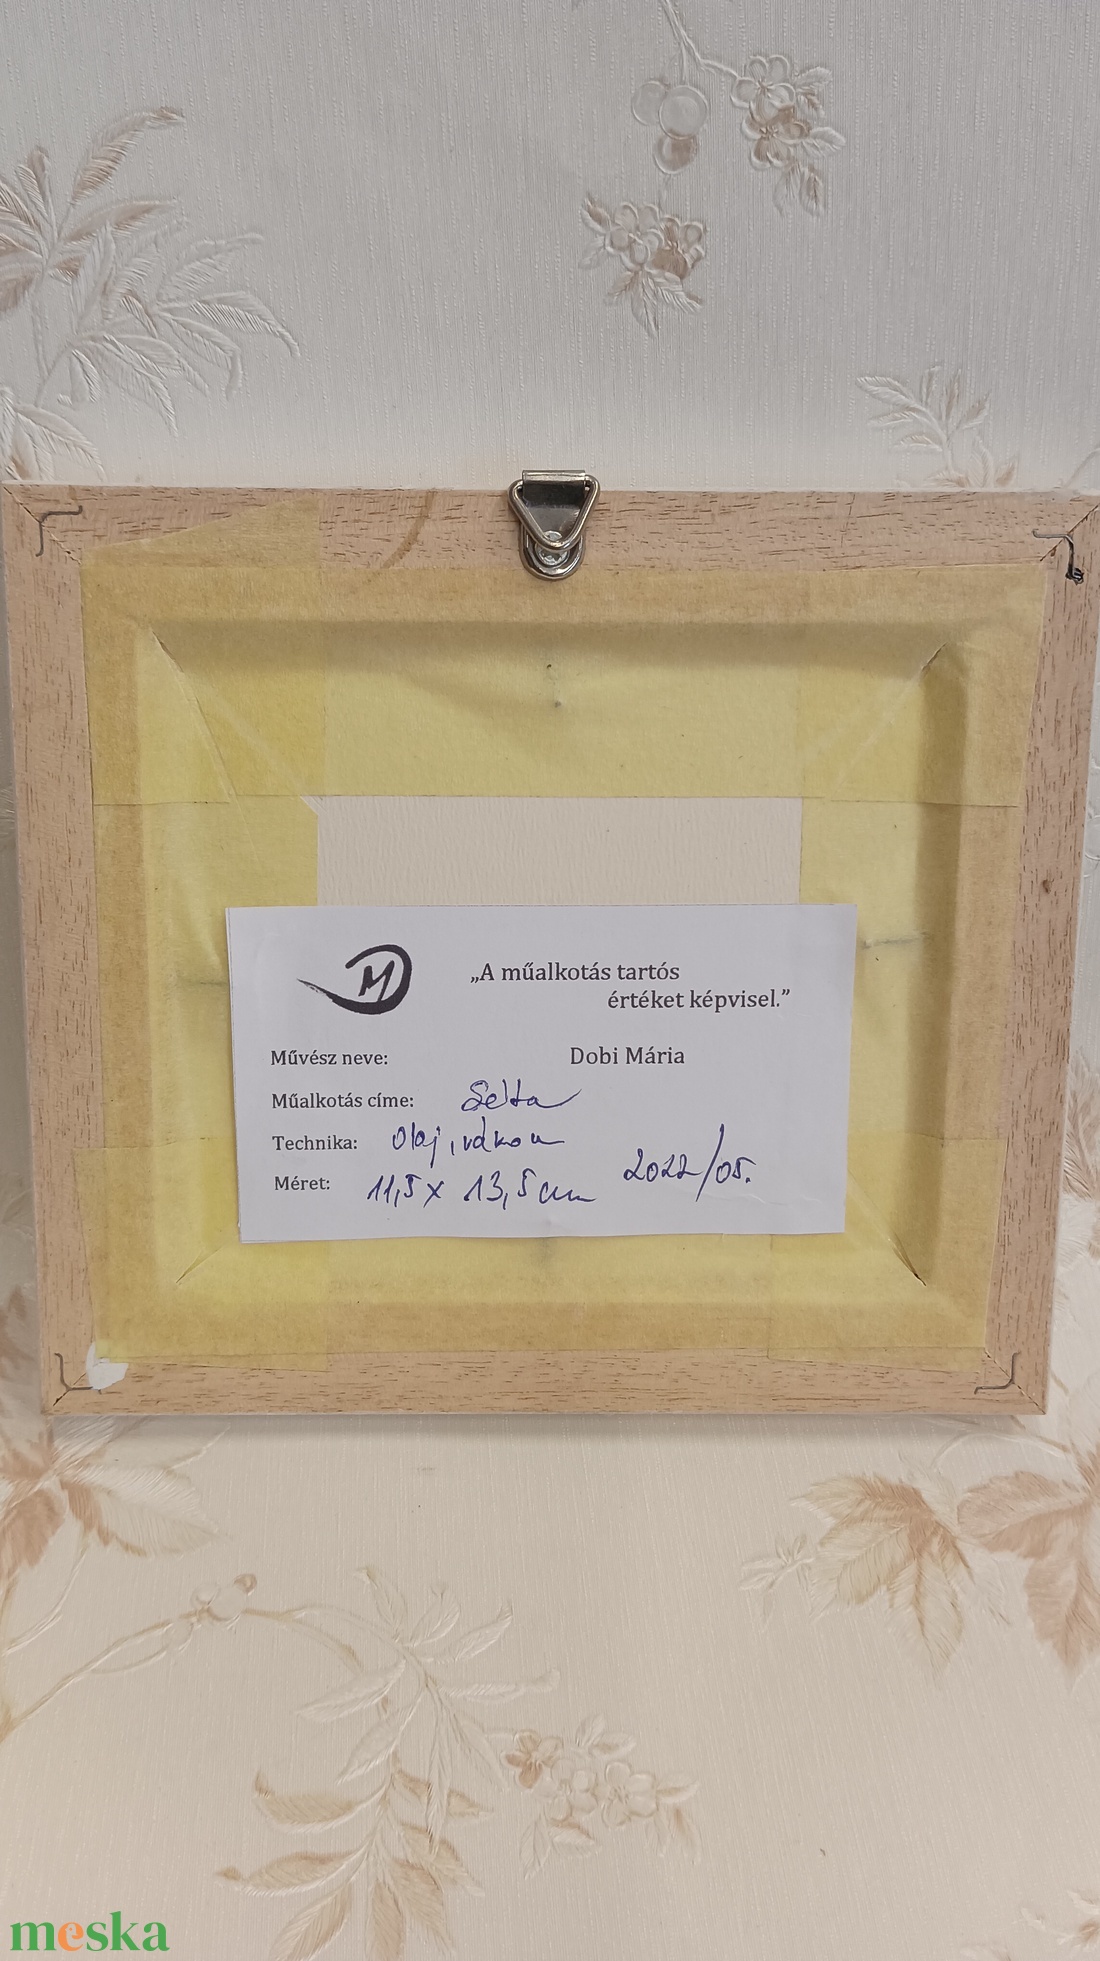 M
„A műalkotás tartós
értéket képvisel.”
Művész neve: Dobi Mária
Műalkotás címe: Séta
Technika: Olaj, vászon
Méret: 11,5 x 13,5 cm 2022/05.
meska